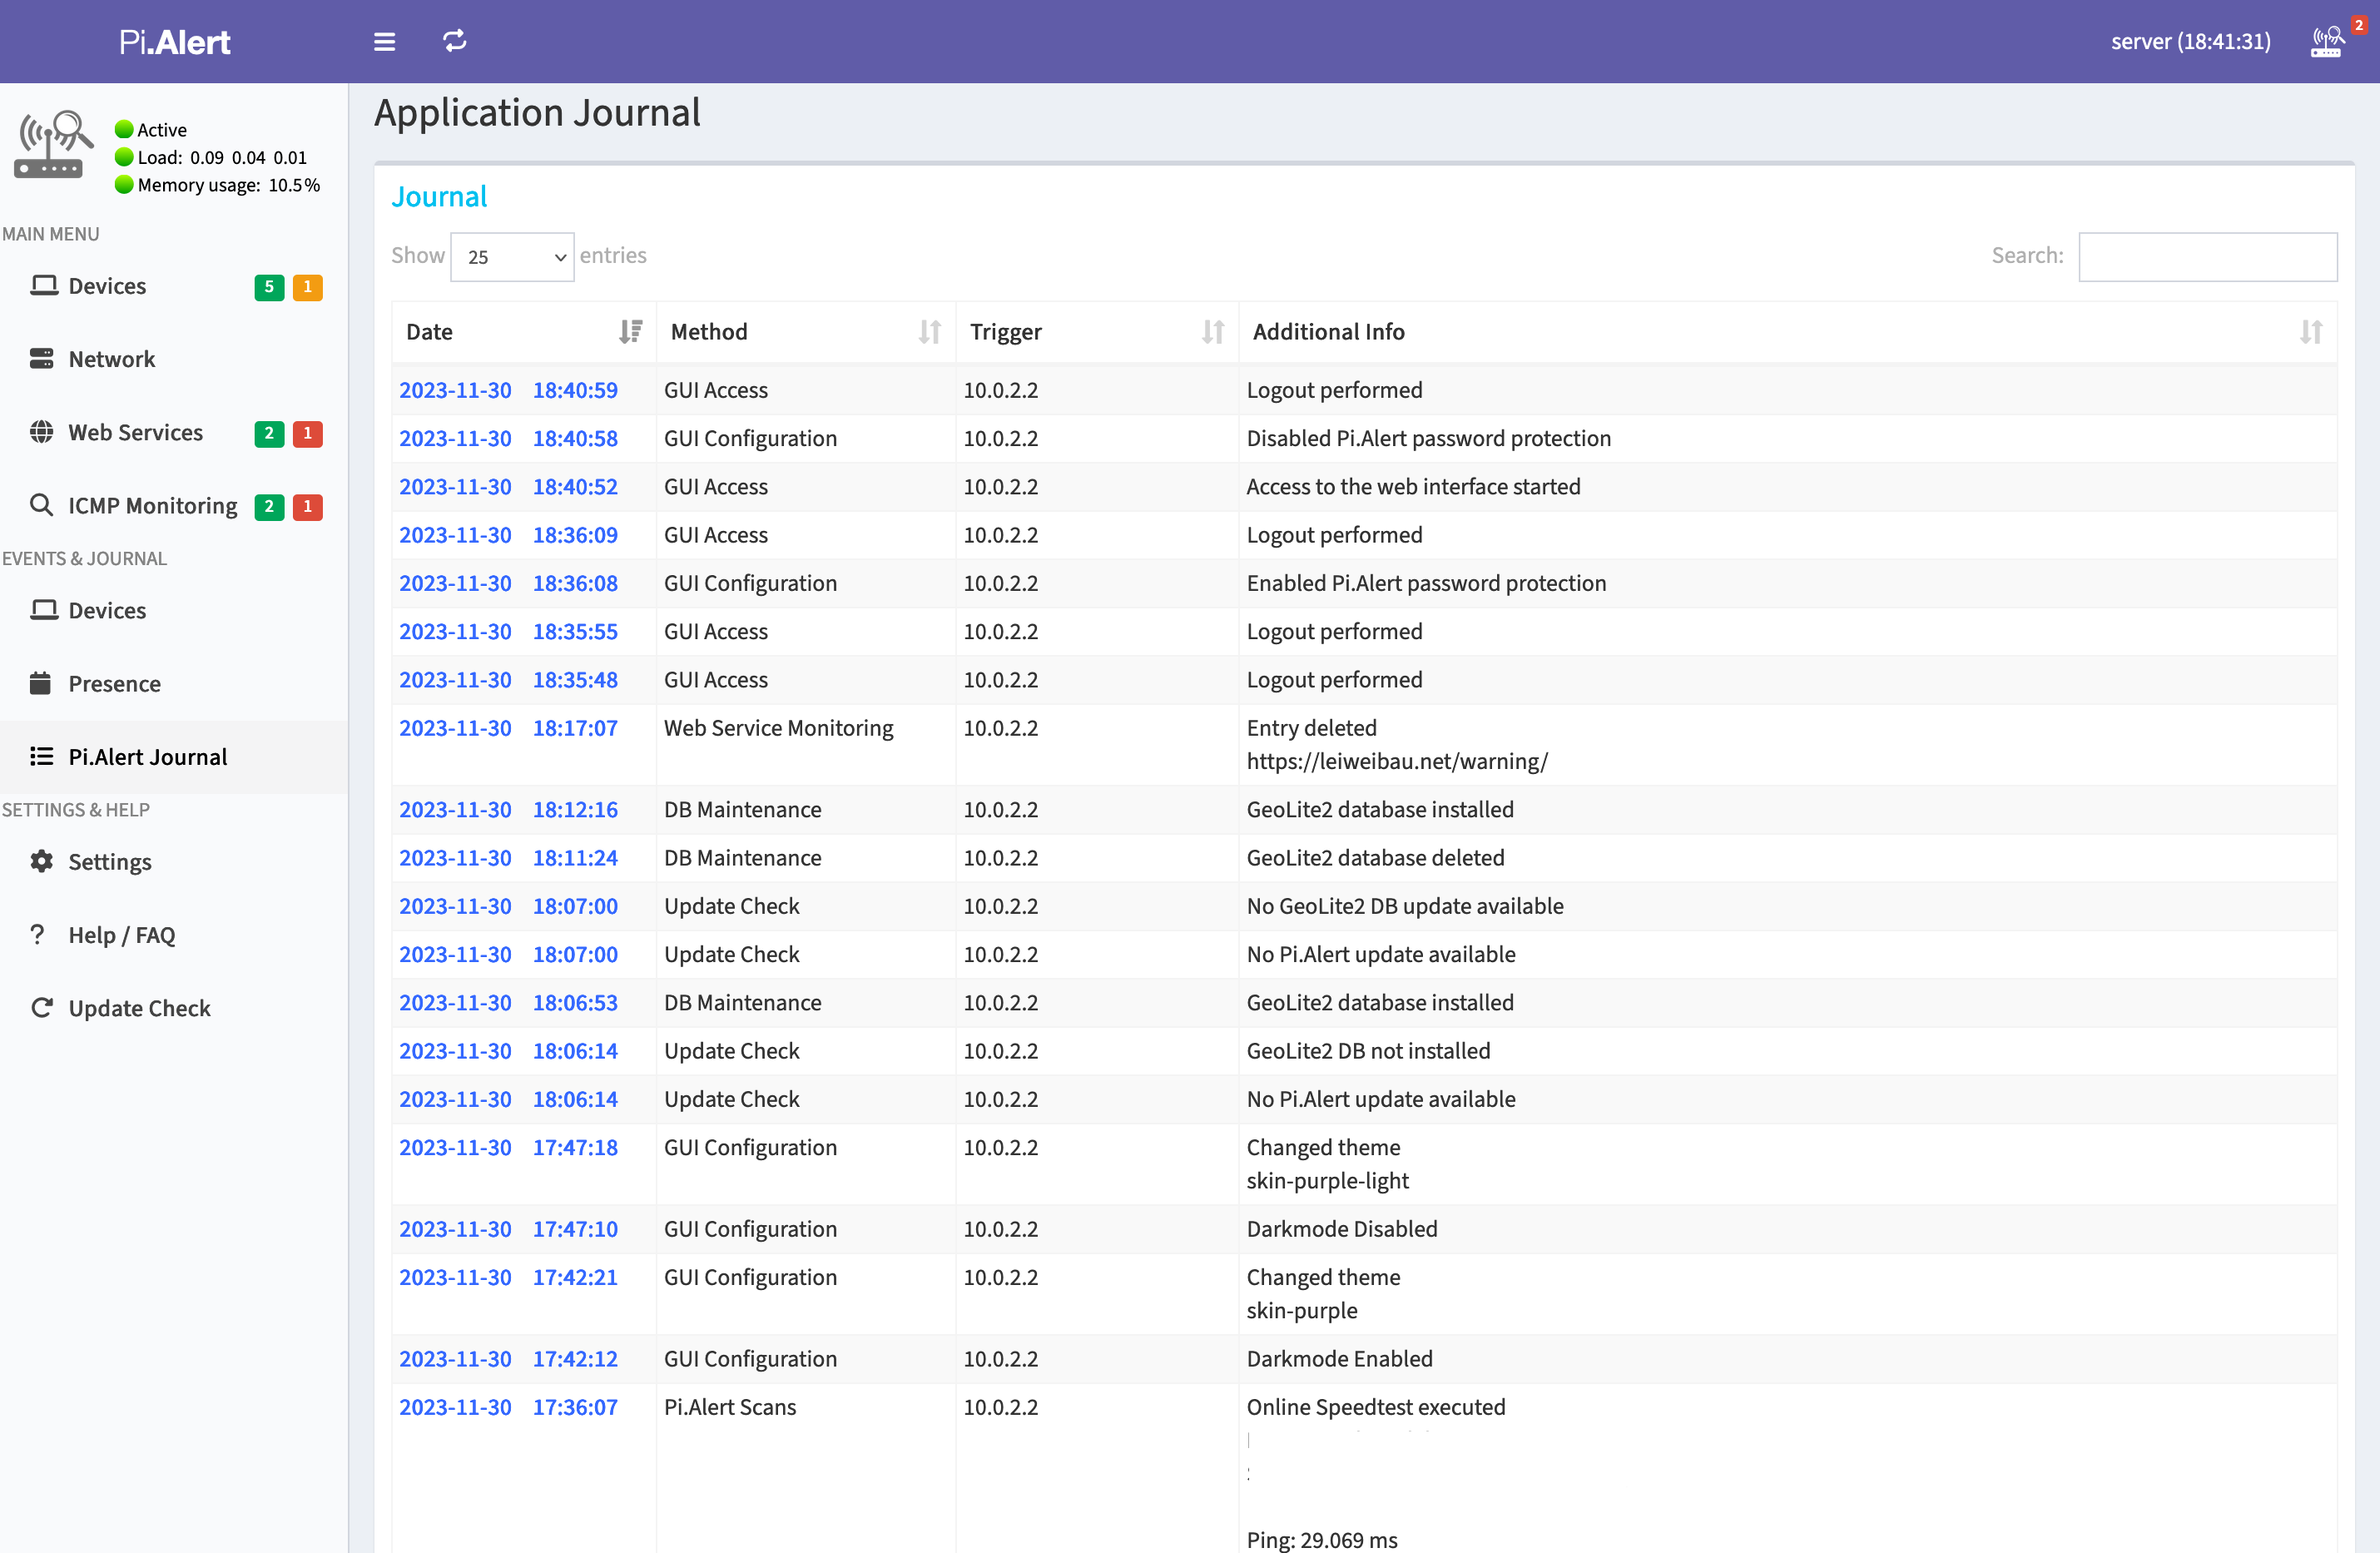 Pi.Alert
server (18:41:31)
2
Active
Load: 0.09 0.04 0.01
Memory usage: 10.5%
MAIN MENU
Devices 5 1
Network
Web Services 2 1
ICMP Monitoring 2 1
EVENTS & JOURNAL
Devices
Presence
Pi.Alert Journal
SETTINGS & HELP
Settings
Help / FAQ
Update Check
Application Journal
Journal
Show 25 entries
Search:
Date Method Trigger Additional Info
2023-11-30 18:40:59 GUI Access 10.0.2.2 Logout performed
2023-11-30 18:40:58 GUI Configuration 10.0.2.2 Disabled Pi.Alert password protection
2023-11-30 18:40:52 GUI Access 10.0.2.2 Access to the web interface started
2023-11-30 18:36:09 GUI Access 10.0.2.2 Logout performed
2023-11-30 18:36:08 GUI Configuration 10.0.2.2 Enabled Pi.Alert password protection
2023-11-30 18:35:55 GUI Access 10.0.2.2 Logout performed
2023-11-30 18:35:48 GUI Access 10.0.2.2 Logout performed
2023-11-30 18:17:07 Web Service Monitoring 10.0.2.2 Entry deleted
https://leiweibau.net/warning/
2023-11-30 18:12:16 DB Maintenance 10.0.2.2 GeoLite2 database installed
2023-11-30 18:11:24 DB Maintenance 10.0.2.2 GeoLite2 database deleted
2023-11-30 18:07:00 Update Check 10.0.2.2 No GeoLite2 DB update available
2023-11-30 18:07:00 Update Check 10.0.2.2 No Pi.Alert update available
2023-11-30 18:06:53 DB Maintenance 10.0.2.2 GeoLite2 database installed
2023-11-30 18:06:14 Update Check 10.0.2.2 GeoLite2 DB not installed
2023-11-30 18:06:14 Update Check 10.0.2.2 No Pi.Alert update available
2023-11-30 17:47:18 GUI Configuration 10.0.2.2 Changed theme
skin-purple-light
2023-11-30 17:47:10 GUI Configuration 10.0.2.2 Darkmode Disabled
2023-11-30 17:42:21 GUI Configuration 10.0.2.2 Changed theme
skin-purple
2023-11-30 17:42:12 GUI Configuration 10.0.2.2 Darkmode Enabled
2023-11-30 17:36:07 Pi.Alert Scans 10.0.2.2 Online Speedtest executed
Ping: 29.069 ms